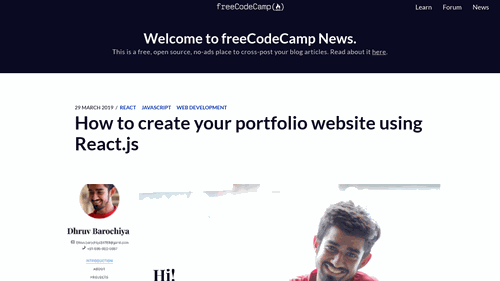 freeCodeCamp(🔥)
Learn Forum News
Welcome to freeCodeCamp News.
This is a free, open source, no-ads place to cross-post your blog articles. Read about it here.
29 MARCH 2019 / REACT JAVASCRIPT WEB DEVELOPMENT
How to create your portfolio website using
React.js
Dhruv Barochiya
INTRODUCTION
ABOUT
PROJECTS
Hi!